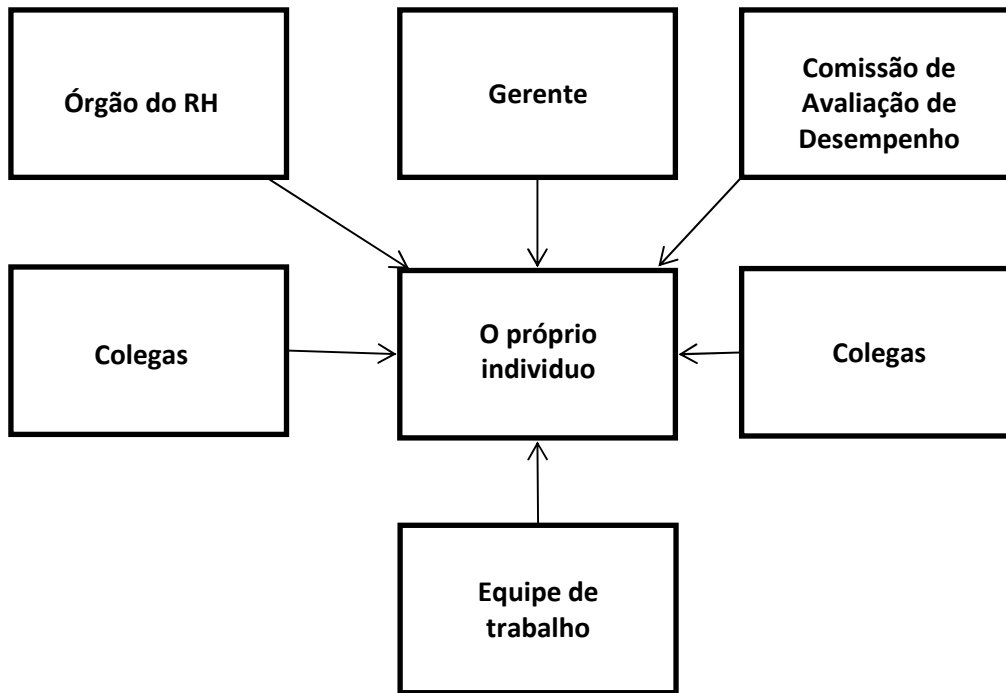 Órgão do RH
Gerente
Comissão de
Avaliação de
Desempenho
Colegas
O próprio
individuo
Colegas
Equipe de
trabalho